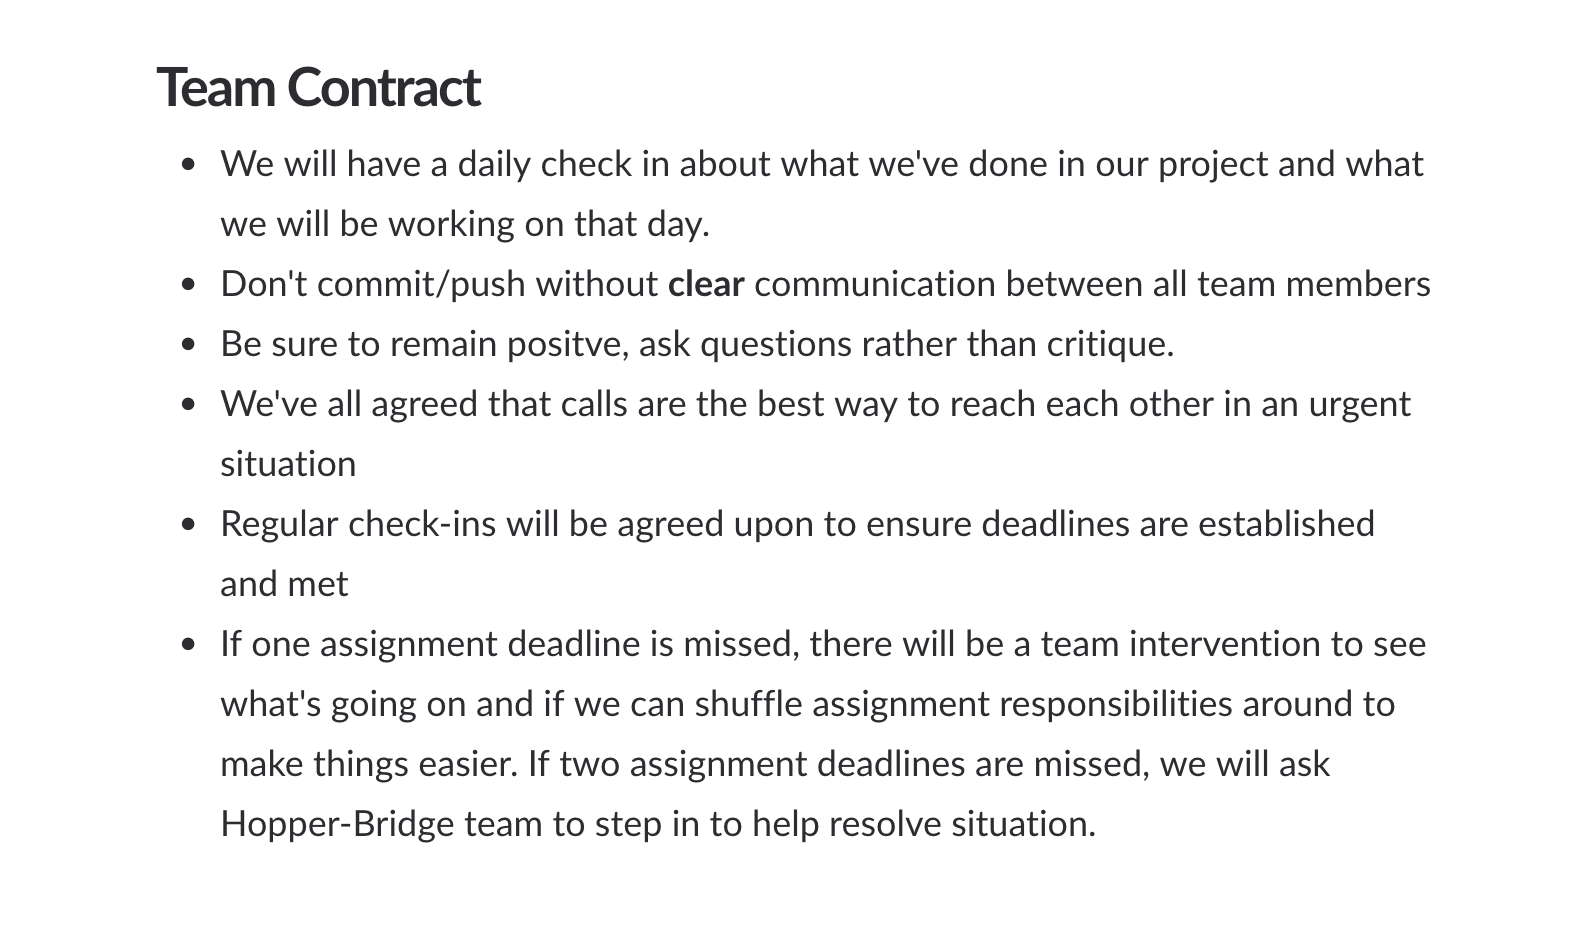 Team Contract
We will have a daily check in about what we've done in our project and what
we will be working on that day.
Don't commit/push without clear communication between all team members
Be sure to remain positve, ask questions rather than critique.
We've all agreed that calls are the best way to reach each other in an urgent
situation
Regular check-ins will be agreed upon to ensure deadlines are established
and met
If one assignment deadline is missed, there will be a team intervention to see
what's going on and if we can shuffle assignment responsibilities around to
make things easier. If two assignment deadlines are missed, we will ask
Hopper-Bridge team to step in to help resolve situation.